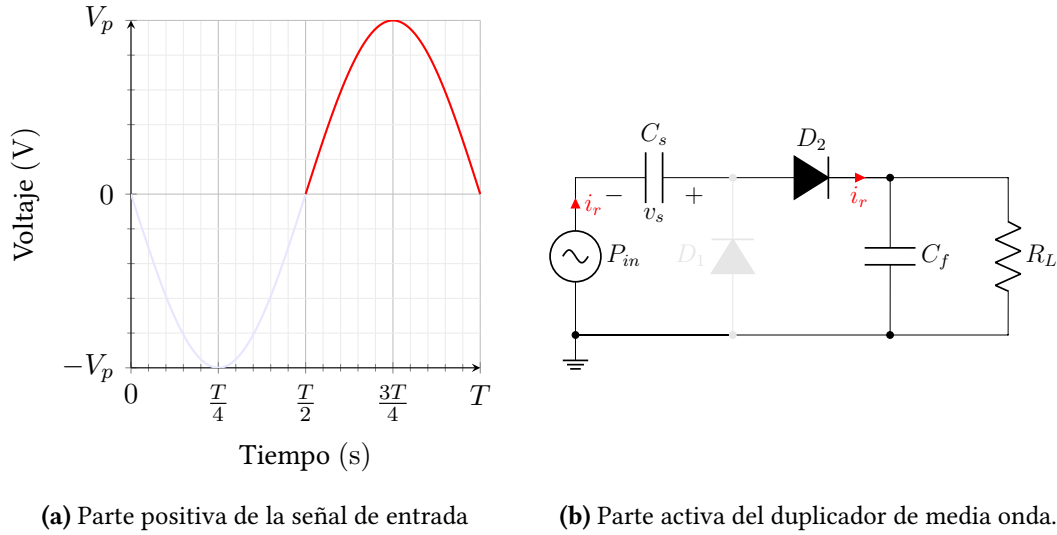 V_p
0
−V_p
Voltaje (V)
0
T/4
T/2
3T/4
T
Tiempo (s)
(a) Parte positiva de la señal de entrada
C_s
D_2
−
+
i_r
v_s
i_r
P_in
D_1
C_f
R_L
(b) Parte activa del duplicador de media onda.